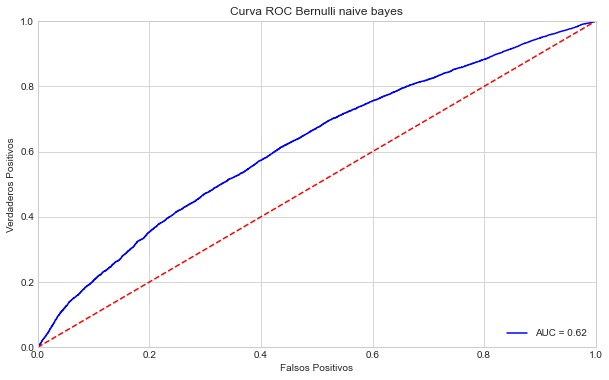 Curva ROC Bernulli naive bayes
1.0
0.8
0.6
0.4
0.2
0.0
Verdaderos Positivos
0.0 0.2 0.4 0.6 0.8 1.0
Falsos Positivos
AUC = 0.62